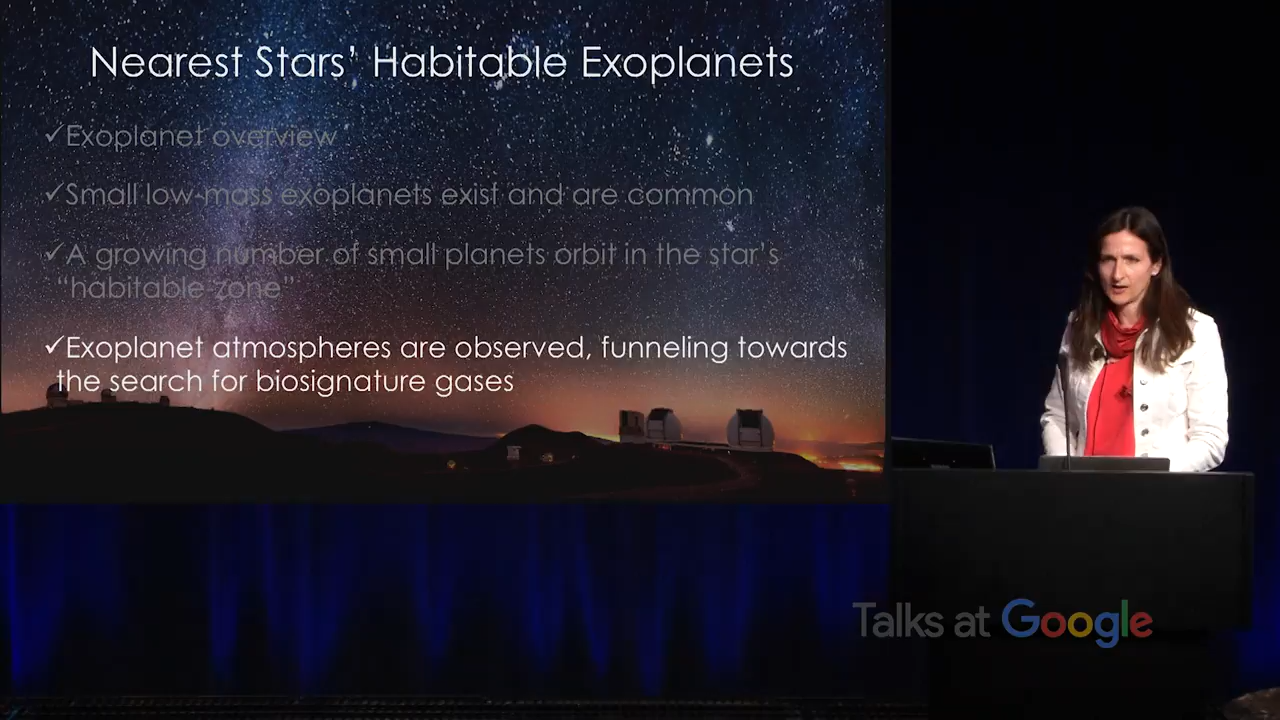 Nearest Stars' Habitable Exoplanets
✓Exoplanet overview
✓Small low-mass exoplanets exist and are common
✓A growing number of small planets orbit in the star's
"habitable zone"
✓Exoplanet atmospheres are observed, funneling towards
the search for biosignature gases
Talks at Google